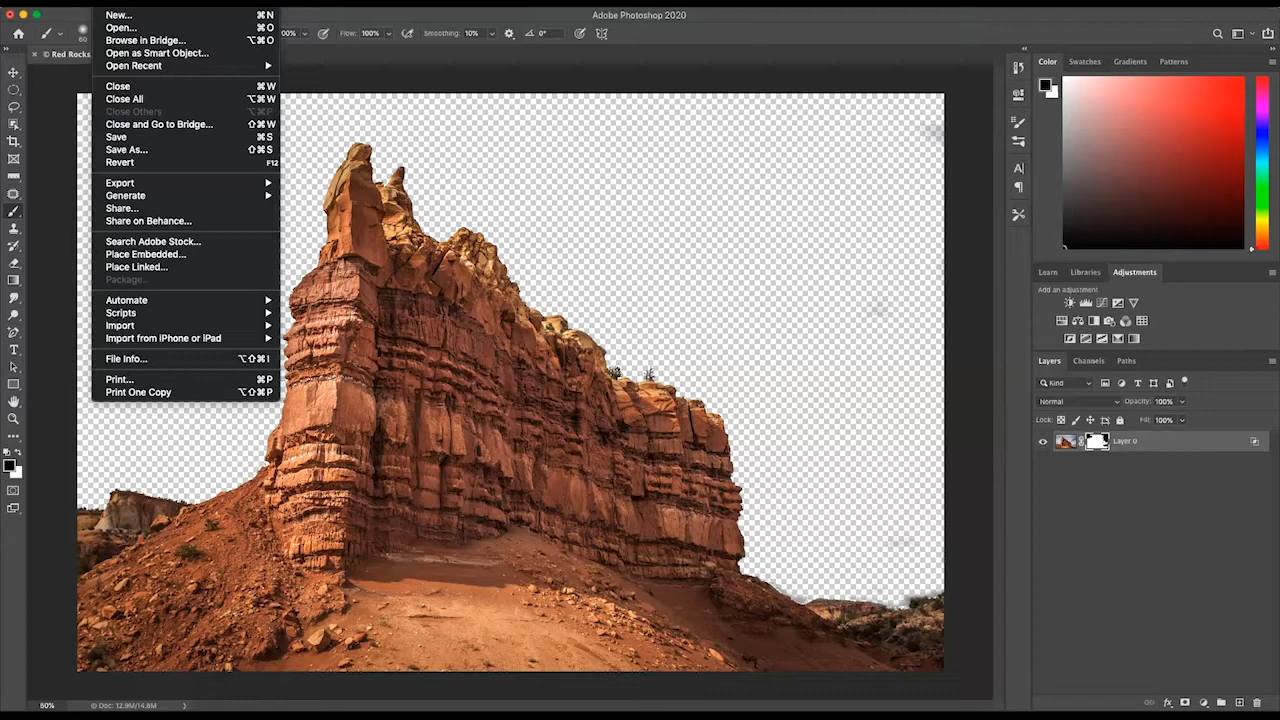 Adobe Photoshop 2020
00%
Flow: 100%
Smoothing: 10%
0°
60
© Red Rocks
New... ⌘N
Open... ⌘O
Browse in Bridge... ⌥⌘O
Open as Smart Object...
Open Recent
Close ⌘W
Close All ⌥⌘W
Close Others ⌥⌘P
Close and Go to Bridge... ⇧⌘W
Save ⌘S
Save As... ⇧⌘S
Revert F12
Export
Generate
Share...
Share on Behance...
Search Adobe Stock...
Place Embedded...
Place Linked...
Package...
Automate
Scripts
Import
Import from iPhone or iPad
File Info... ⌥⇧⌘I
Print... ⌘P
Print One Copy ⌥⇧⌘P
Color Swatches Gradients Patterns
Learn Libraries Adjustments
Add an adjustment
Layers Channels Paths
Kind
Normal Opacity: 100%
Lock: Fill: 100%
Layer 0
50% © Doc: 12.9M/14.8M